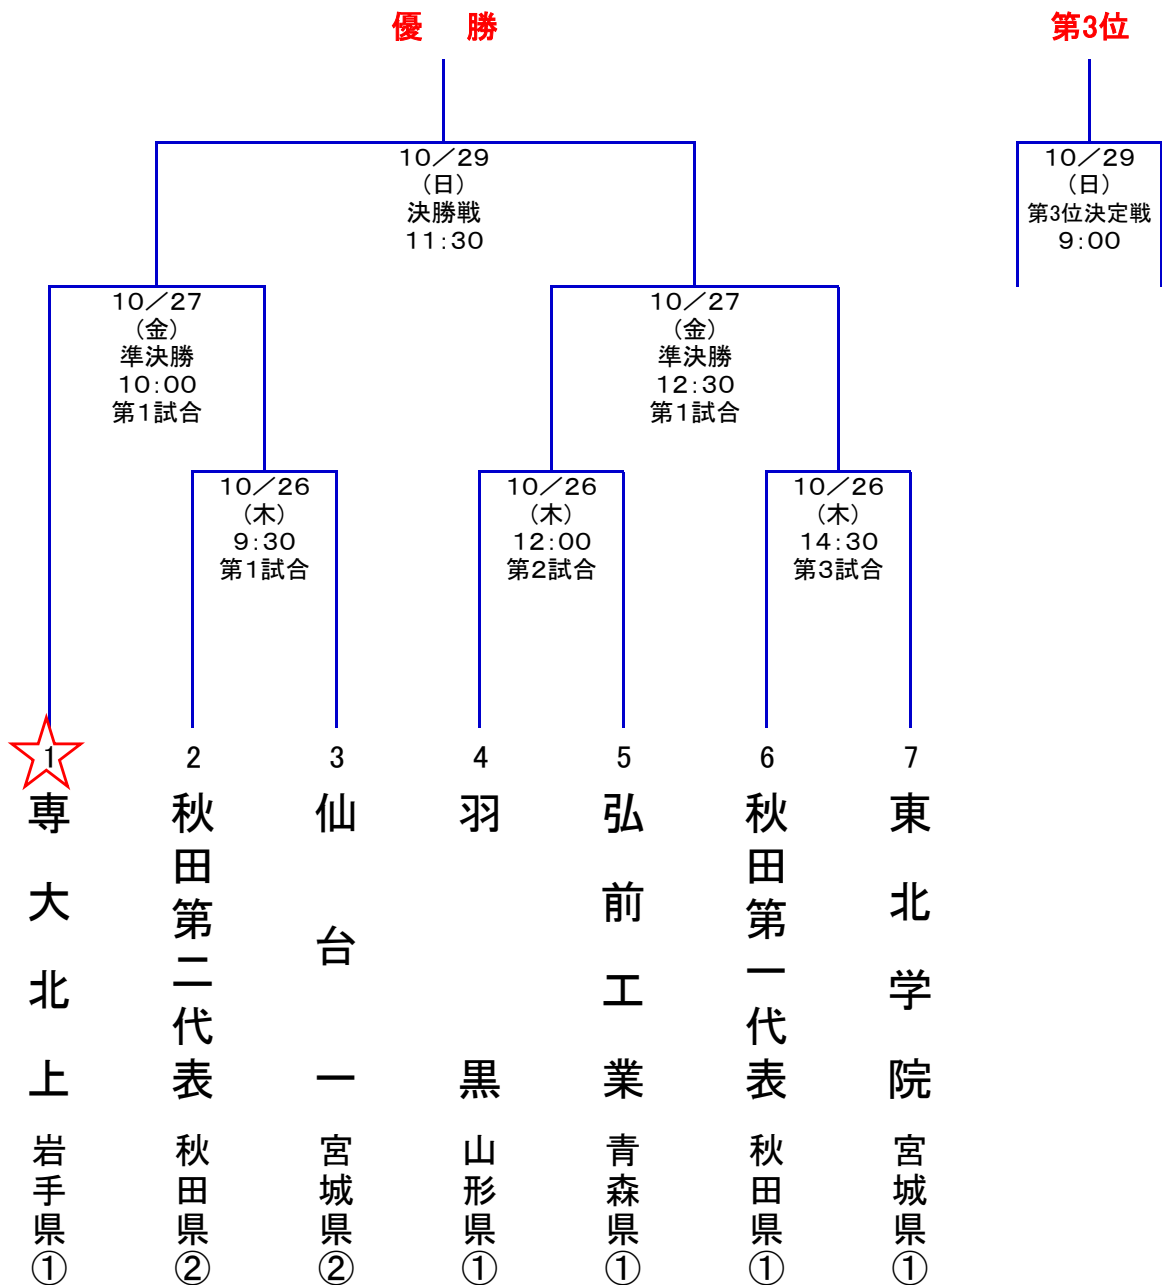 優　勝
第3位
10／29
（日）
決勝戦
11:30
10／29
（日）
第3位決定戦
9:00
10／27
（金）
準決勝
10:00
第1試合
10／27
（金）
準決勝
12:30
第1試合
10／26
（木）
9:30
第1試合
10／26
（木）
12:00
第2試合
10／26
（木）
14:30
第3試合
1
専大北上
岩手県①
2
秋田第二代表
秋田県②
3
仙台一
宮城県②
4
羽黒
山形県①
5
弘前工業
青森県①
6
秋田第一代表
秋田県①
7
東北学院
宮城県①